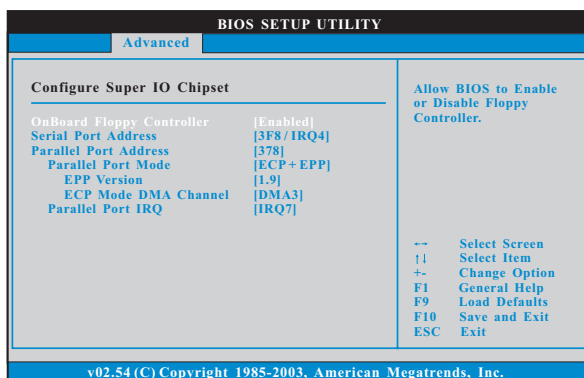 BIOS SETUP UTILITY
Advanced
Configure Super IO Chipset
OnBoard Floppy Controller [Enabled]
Serial Port Address [3F8 / IRQ4]
Parallel Port Address [378]
Parallel Port Mode [ECP + EPP]
EPP Version [1.9]
ECP Mode DMA Channel [DMA3]
Parallel Port IRQ [IRQ7]
Allow BIOS to Enable
or Disable Floppy
Controller.
↔ Select Screen
↑↓ Select Item
+- Change Option
F1 General Help
F9 Load Defaults
F10 Save and Exit
ESC Exit
v02.54 (C) Copyright 1985-2003, American Megatrends, Inc.